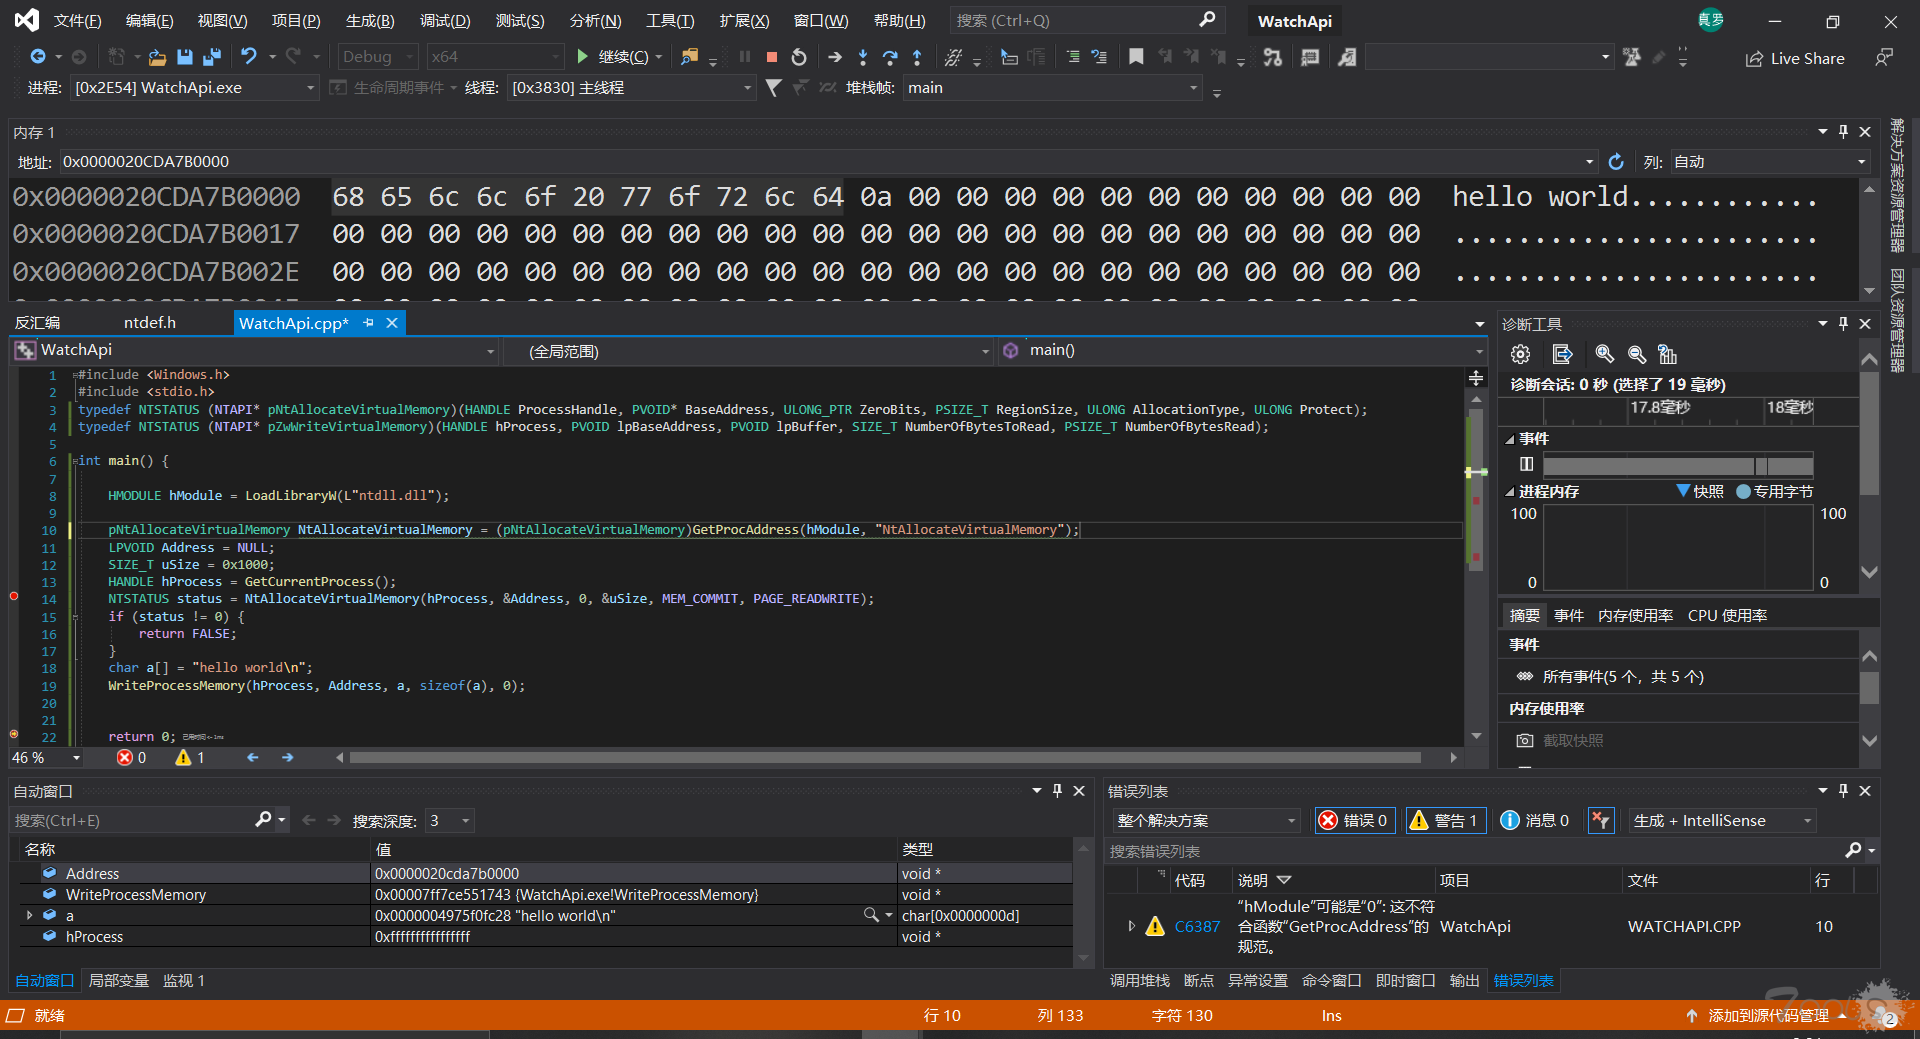 文件(F) 编辑(E) 视图(V) 项目(P) 生成(B) 调试(D) 测试(S) 分析(N) 工具(T) 扩展(X) 窗口(W) 帮助(H) 搜索 (Ctrl+Q) WatchApi 真罗
Debug x64 继续(C) Live Share
进程: [0x2E54] WatchApi.exe 生命周期事件 线程: [0x3830] 主线程 堆栈帧: main
内存 1
地址: 0x0000020CDA7B0000 列: 自动
0x0000020CDA7B0000 68 65 6c 6c 6f 20 77 6f 72 6c 64 0a 00 00 00 00 00 00 00 00 00 00 00 hello world............
0x0000020CDA7B0017 00 00 00 00 00 00 00 00 00 00 00 00 00 00 00 00 00 00 00 00 00 00 00 .......................
0x0000020CDA7B002E 00 00 00 00 00 00 00 00 00 00 00 00 00 00 00 00 00 00 00 00 00 00 00 .......................
解决方案资源管理器
团队资源管理器
反汇编 ntdef.h WatchApi.cpp*
WatchApi (全局范围) main()
1 #include <Windows.h>
2 #include <stdio.h>
3 typedef NTSTATUS (NTAPI* pNtAllocateVirtualMemory)(HANDLE ProcessHandle, PVOID* BaseAddress, ULONG_PTR ZeroBits, PSIZE_T RegionSize, ULONG AllocationType, ULONG Protect);
4 typedef NTSTATUS (NTAPI* pZwWriteVirtualMemory)(HANDLE hProcess, PVOID lpBaseAddress, PVOID lpBuffer, SIZE_T NumberOfBytesToRead, PSIZE_T NumberOfBytesRead);
5
6 int main() {
7
8 HMODULE hModule = LoadLibraryW(L"ntdll.dll");
9
10 pNtAllocateVirtualMemory NtAllocateVirtualMemory = (pNtAllocateVirtualMemory)GetProcAddress(hModule, "NtAllocateVirtualMemory");
11 LPVOID Address = NULL;
12 SIZE_T uSize = 0x1000;
13 HANDLE hProcess = GetCurrentProcess();
14 NTSTATUS status = NtAllocateVirtualMemory(hProcess, &Address, 0, &uSize, MEM_COMMIT, PAGE_READWRITE);
15 if (status != 0) {
16 return FALSE;
17 }
18 char a[] = "hello world\n";
19 WriteProcessMemory(hProcess, Address, a, sizeof(a), 0);
20
21
22 return 0; 已用时间 <= 1ms
46 % 0 1
诊断工具
诊断会话: 0 秒 (选择了 19 毫秒)
17.8毫秒 18毫秒
事件
进程内存 快照 专用字节
100 100
0 0
摘要 事件 内存使用率 CPU 使用率
事件
所有事件(5 个，共 5 个)
内存使用率
截取快照
自动窗口
搜索(Ctrl+E) 搜索深度: 3
名称 值 类型
Address 0x0000020cda7b0000 void *
WriteProcessMemory 0x00007ff7ce551743 {WatchApi.exe!WriteProcessMemory} void *
a 0x0000004975f0fc28 "hello world\n" char[0x0000000d]
hProcess 0xffffffffffffffff void *
自动窗口 局部变量 监视 1
错误列表
整个解决方案 错误 0 警告 1 消息 0 生成 + IntelliSense
搜索错误列表
代码 说明 项目 文件 行
C6387 “hModule”可能是“0”: 这不符 合函数“GetProcAddress”的 规范。 WatchApi WATCHAPI.CPP 10
调用堆栈 断点 异常设置 命令窗口 即时窗口 输出 错误列表
就绪 行 10 列 133 字符 130 Ins 添加到源代码管理 2